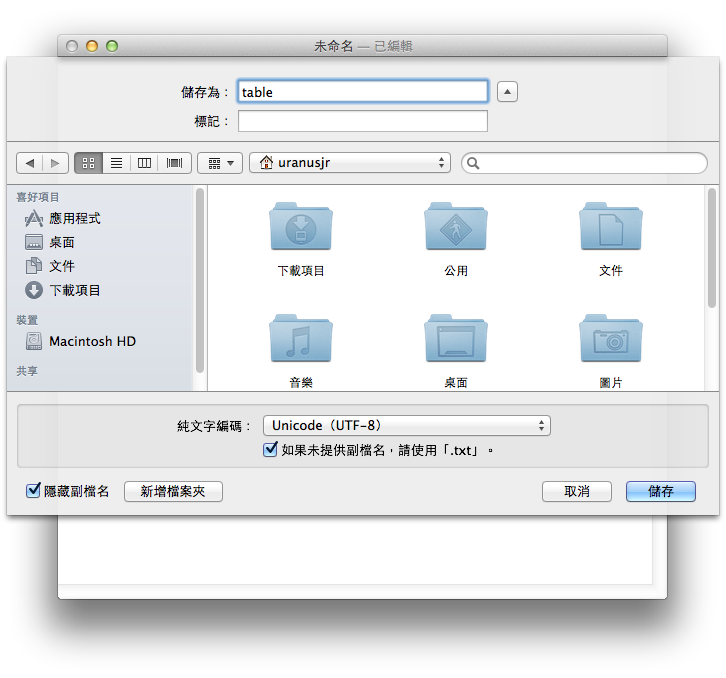 未命名 — 已編輯
儲存為：
table
標記：
uranusjr
喜好項目
應用程式
桌面
文件
下載項目
裝置
Macintosh HD
共享
下載項目
公用
文件
音樂
桌面
圖片
純文字編碼：
Unicode（UTF-8）
如果未提供副檔名，請使用「.txt」。
隱藏副檔名
新增檔案夾
取消
儲存